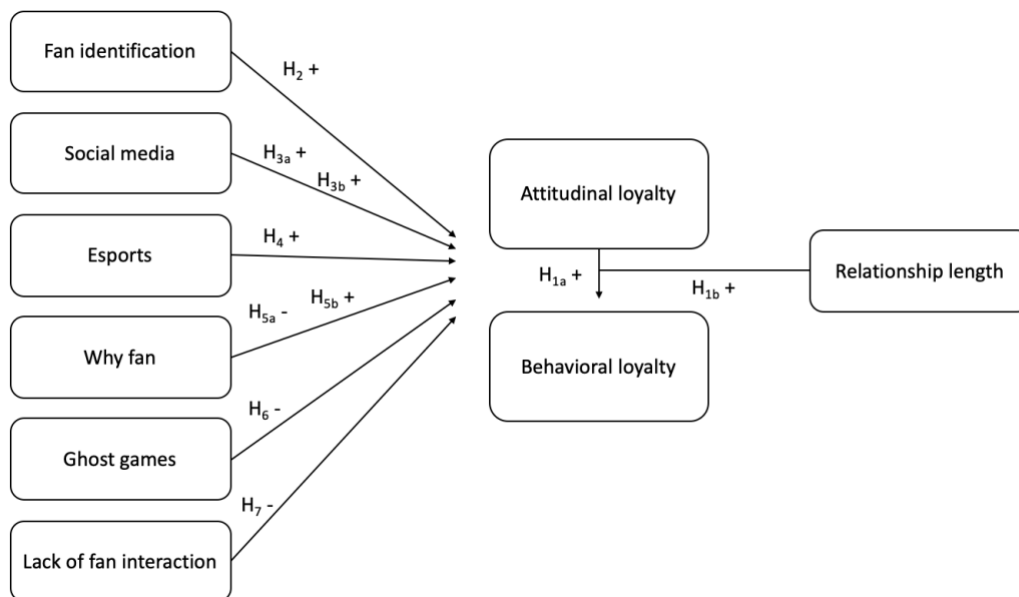 Fan identification
H2 +
Social media
H3a +
H3b +
Attitudinal loyalty
Esports
H4 +
H1a +
H1b +
Relationship length
H5b +
H5a -
Why fan
Behavioral loyalty
H6 -
Ghost games
H7 -
Lack of fan interaction